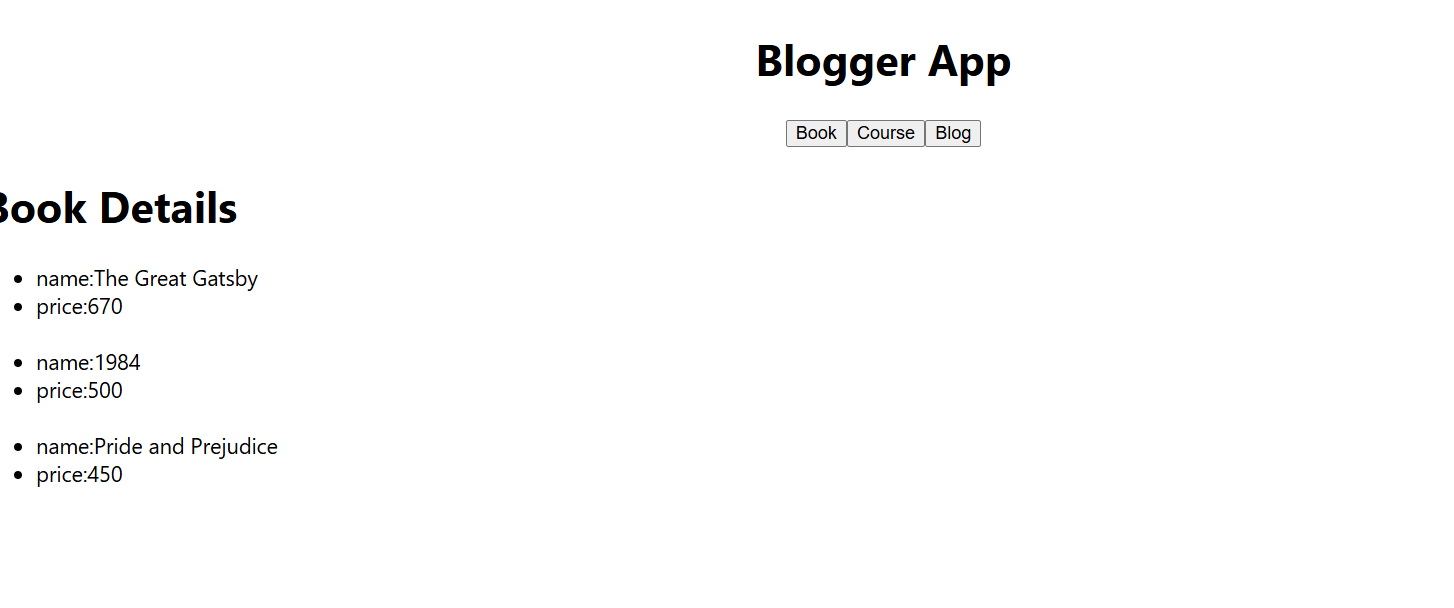 Blogger App
Book Course Blog
Book Details
name:The Great Gatsby
price:670
name:1984
price:500
name:Pride and Prejudice
price:450